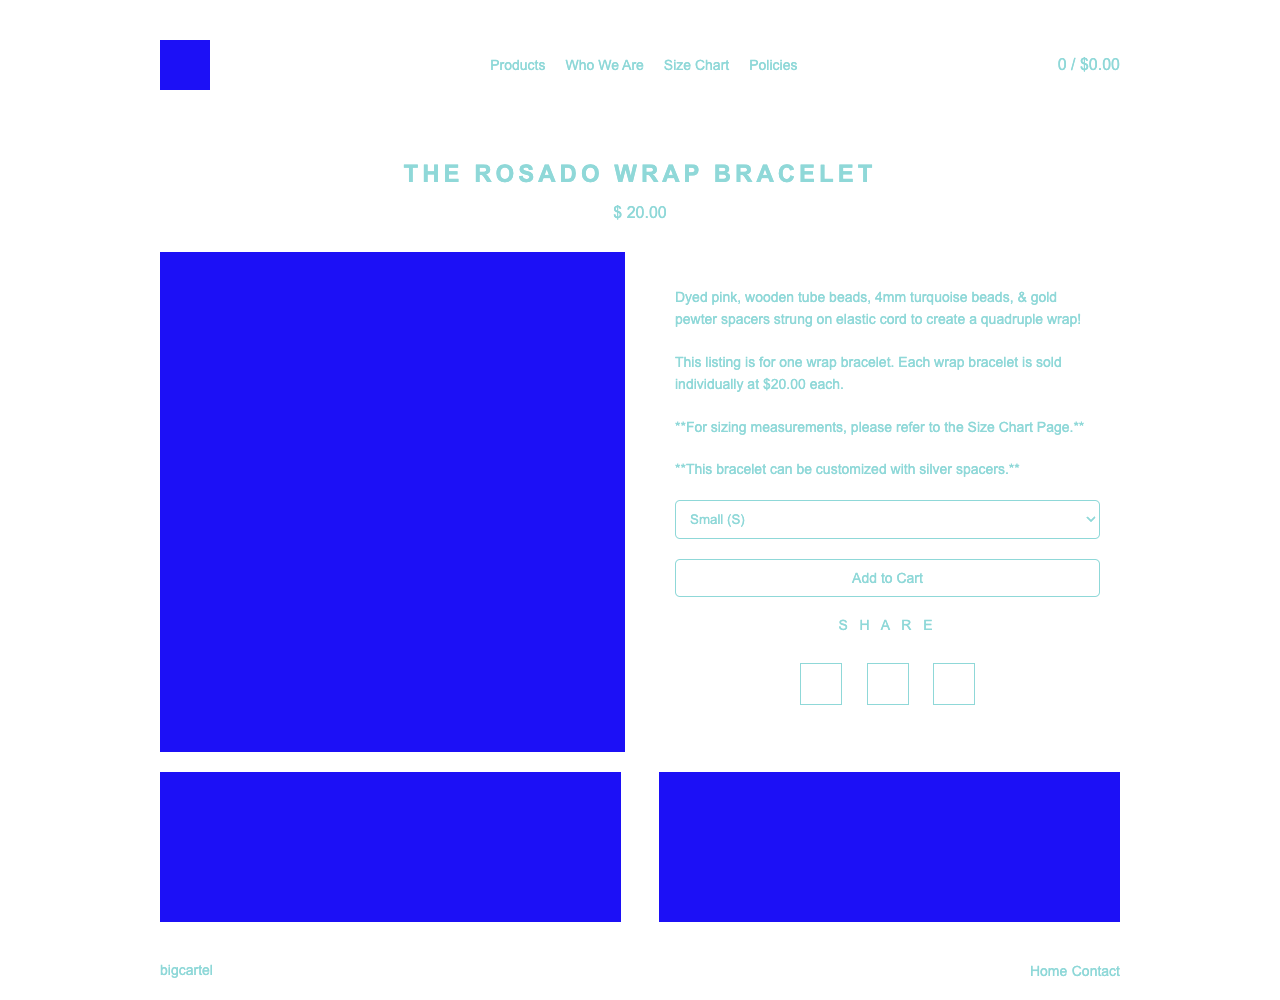 Products Who We Are Size Chart Policies 0 / $0.00
THE ROSADO WRAP BRACELET
$ 20.00
Dyed pink, wooden tube beads, 4mm turquoise beads, & gold
pewter spacers strung on elastic cord to create a quadruple wrap!
This listing is for one wrap bracelet. Each wrap bracelet is sold
individually at $20.00 each.
**For sizing measurements, please refer to the Size Chart Page.**
**This bracelet can be customized with silver spacers.**
Small (S)
Add to Cart
SHARE
bigcartel Home Contact